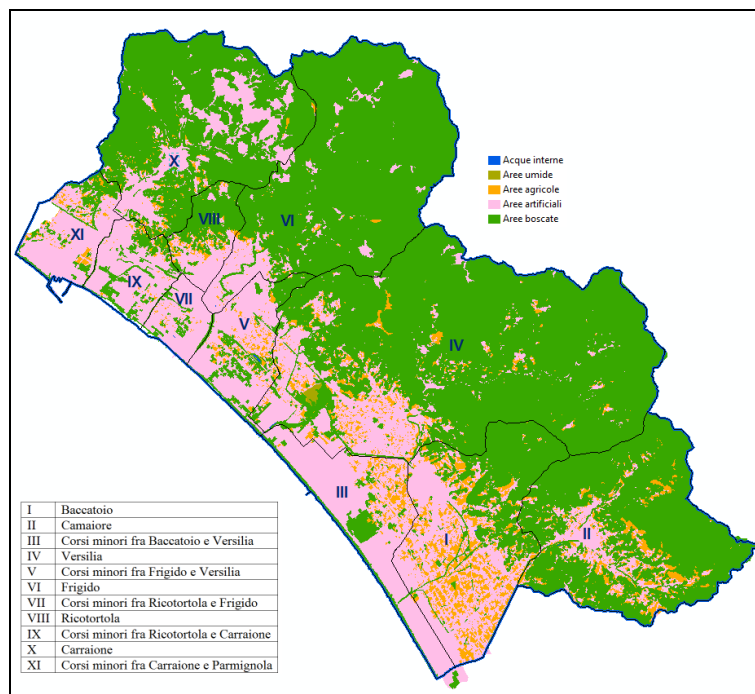 Acque interne
Aree umide
Aree agricole
Aree artificiali
Aree boscate
X
XI
VIII
VI
IX
VII
V
IV
III
I
II
I Baccatoio
II Camaiore
III Corsi minori fra Baccatoio e Versilia
IV Versilia
V Corsi minori fra Frigido e Versilia
VI Frigido
VII Corsi minori fra Ricotortola e Frigido
VIII Ricotortola
IX Corsi minori fra Ricotortola e Carraione
X Carraione
XI Corsi minori fra Carraione e Parmignola